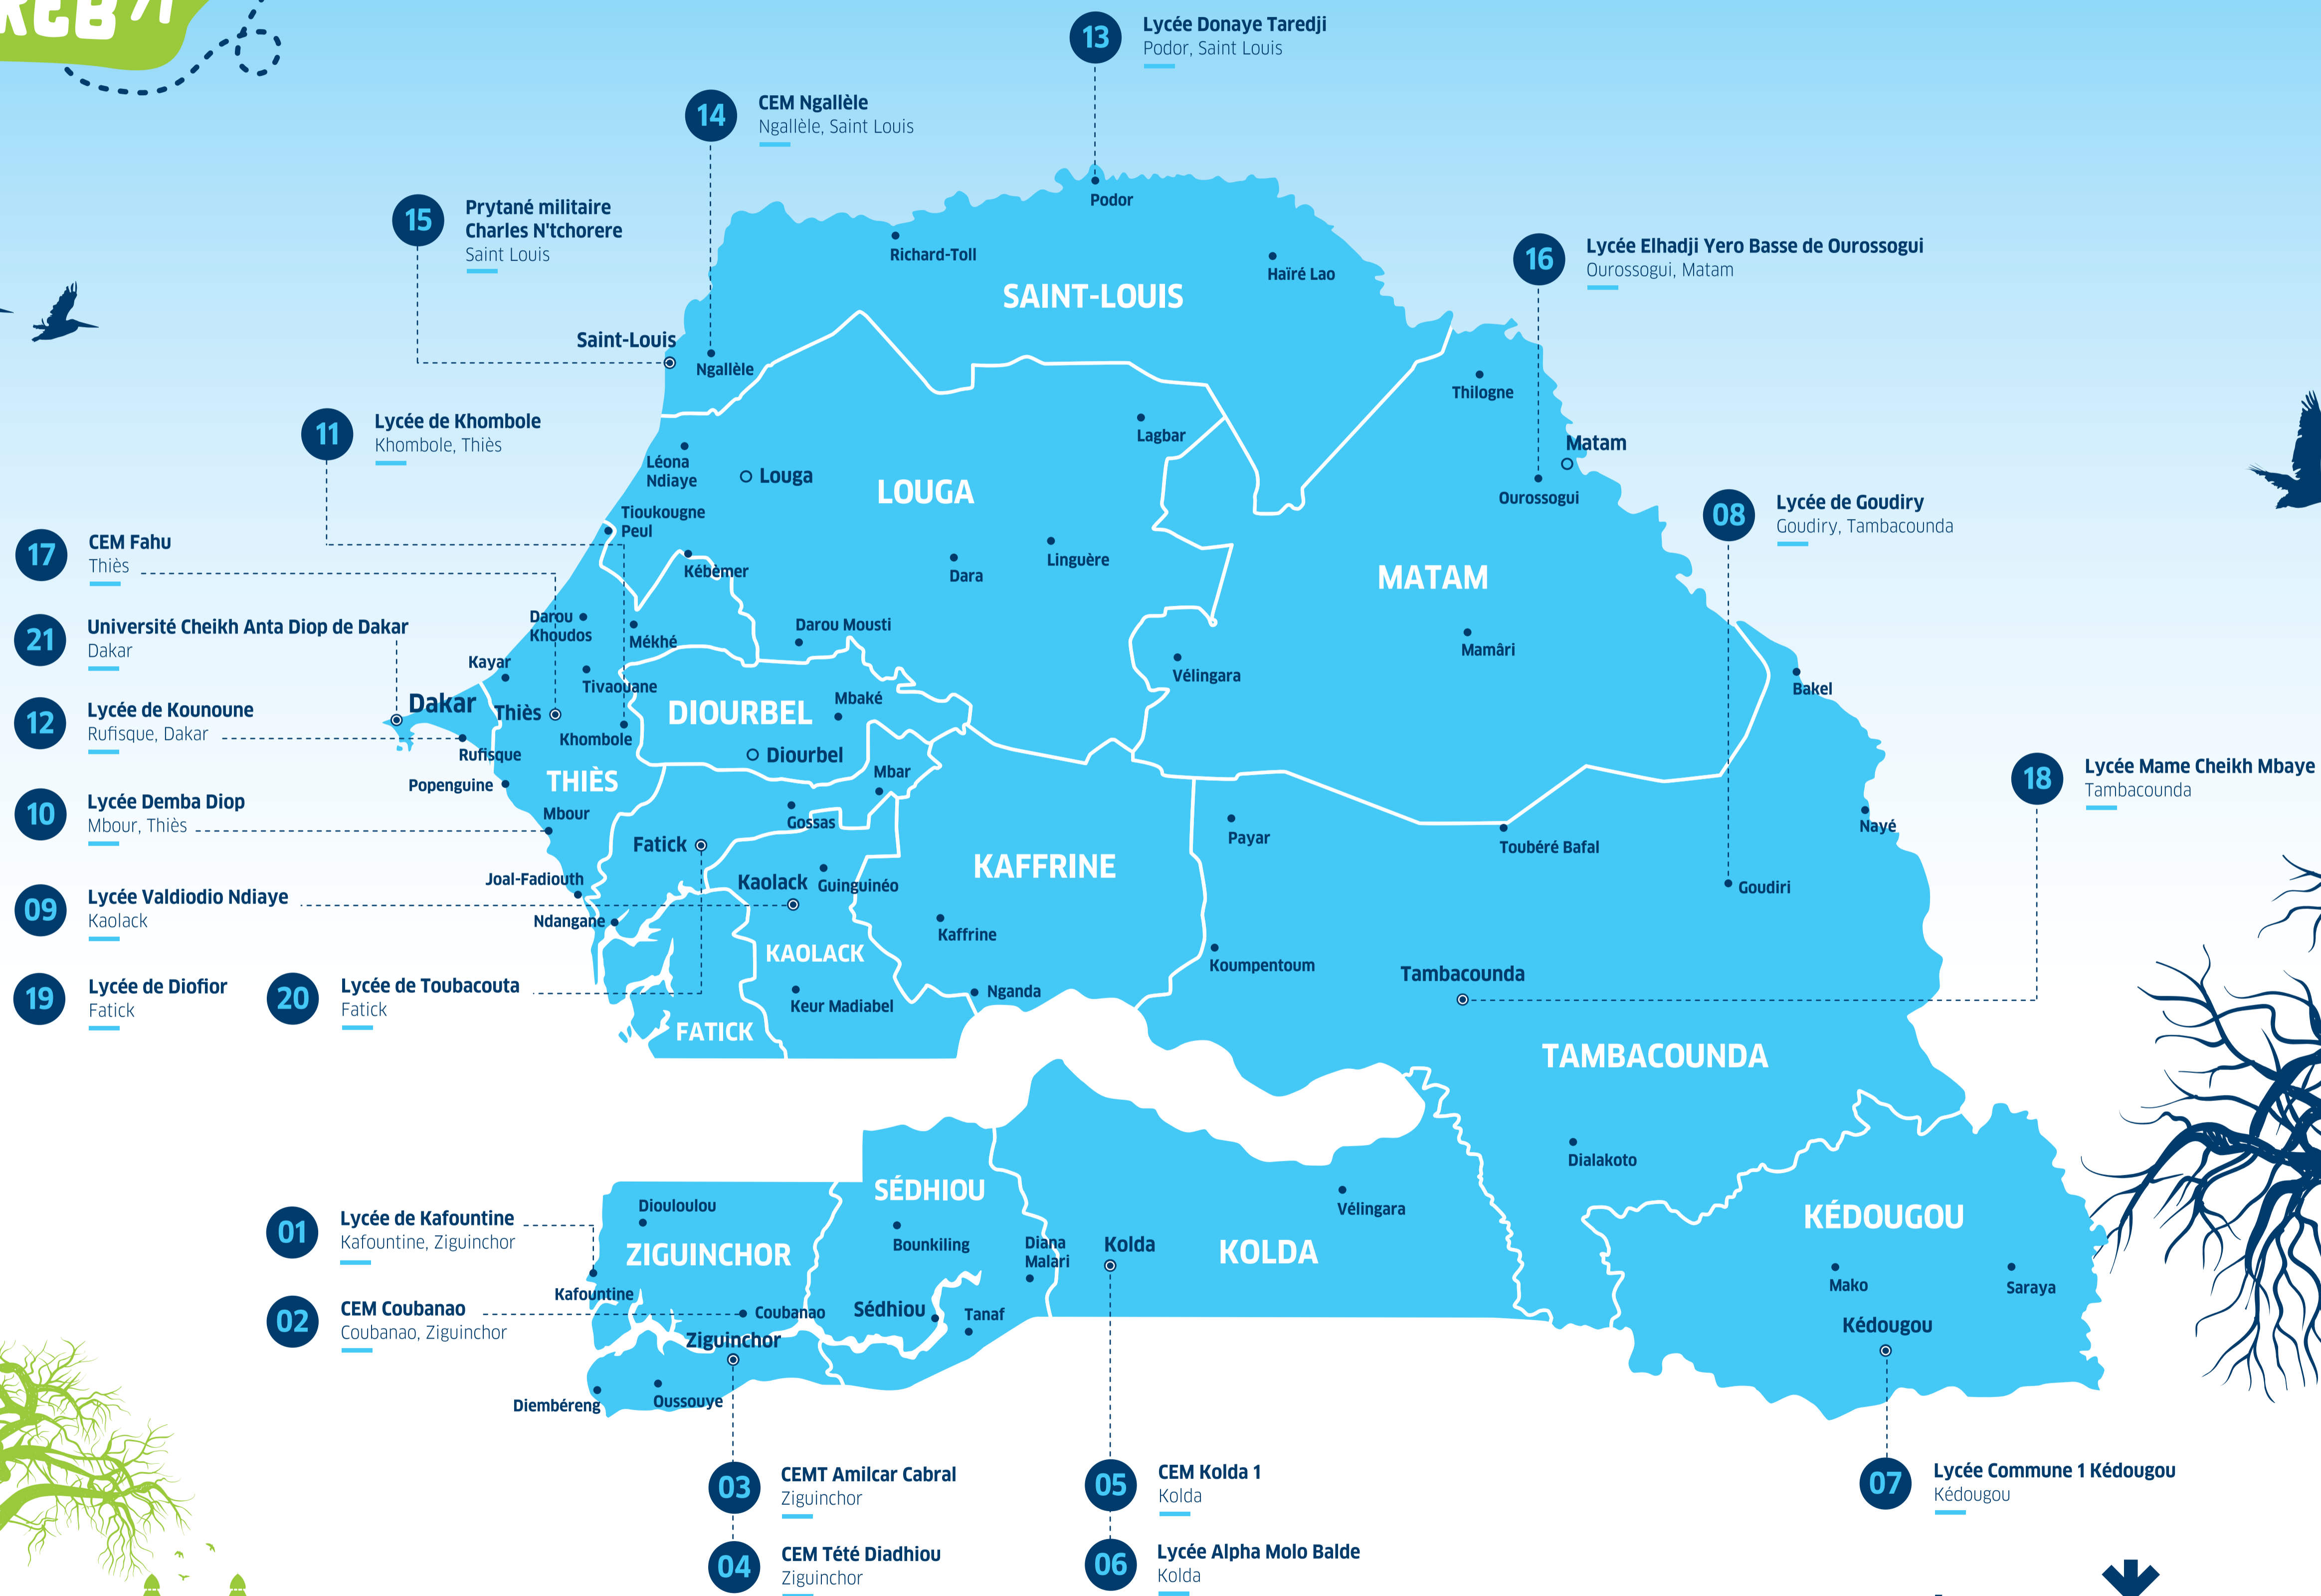 13
Lycée Donaye Taredji
Podor, Saint Louis
14
CEM Ngallèle
Ngallèle, Saint Louis
15
Prytané militaire
Charles N'tchorere
Saint Louis
16
Lycée Elhadji Yero Basse de Ourossogui
Ourossogui, Matam
11
Lycée de Khombole
Khombole, Thiès
08
Lycée de Goudiry
Goudiry, Tambacounda
17
CEM Fahu
Thiès
21
Université Cheikh Anta Diop de Dakar
Dakar
12
Lycée de Kounoune
Rufisque, Dakar
10
Lycée Demba Diop
Mbour, Thiès
09
Lycée Valdiodio Ndiaye
Kaolack
19
Lycée de Diofior
Fatick
20
Lycée de Toubacouta
Fatick
18
Lycée Mame Cheikh Mbaye
Tambacounda
Podor
Richard-Toll
Haïré Lao
SAINT-LOUIS
Saint-Louis
Ngallèle
Thilogne
Lagbar
Matam
Léona
Ndiaye
Louga
LOUGA
Ourossogui
Tioukougne
Peul
Kébèmer
Dara
Linguère
MATAM
Darou
Khoudos
Mékhé
Darou Mousti
Mamâri
Kayar
Tivaouane
Vélingara
Bakel
Dakar
Thiès
DIOURBEL
Mbaké
Khombole
Rufisque
Diourbel
Popenguine
THIÈS
Mbar
Mbour
Gossas
Nayé
Fatick
Payar
Toubéré Bafal
KAFFRINE
Joal-Fadiouth
Kaolack
Guinguinéo
Goudiri
Ndangane
Kaffrine
KAOLACK
Koumpentoum
Tambacounda
Keur Madiabel
Nganda
FATICK
TAMBACOUNDA
Dialakoto
01
Lycée de Kafountine
Kafountine, Ziguinchor
02
CEM Coubanao
Coubanao, Ziguinchor
Diouloulou
ZIGUINCHOR
SÉDHIOU
Bounkiling
Diana
Malari
Kolda
KOLDA
Vélingara
KÉDOUGOU
Mako
Saraya
Kafountine
Coubanao
Sédhiou
Tanaf
Ziguinchor
Kédougou
Diembéreng
Oussouye
03
CEMT Amilcar Cabral
Ziguinchor
04
CEM Tété Diadhiou
Ziguinchor
05
CEM Kolda 1
Kolda
06
Lycée Alpha Molo Balde
Kolda
07
Lycée Commune 1 Kédougou
Kédougou